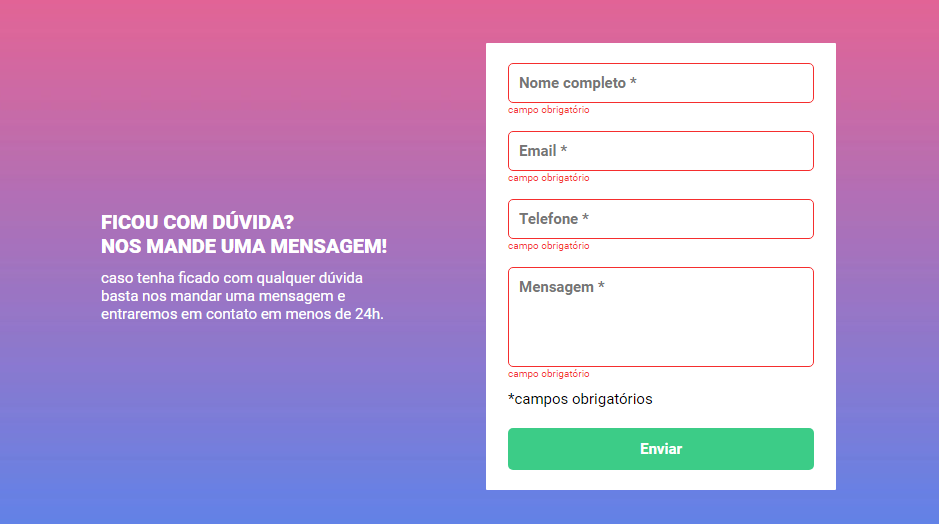 FICOU COM DÚVIDA?
NOS MANDE UMA MENSAGEM!
caso tenha ficado com qualquer dúvida
basta nos mandar uma mensagem e
entraremos em contato em menos de 24h.
Nome completo *
campo obrigatório
Email *
campo obrigatório
Telefone *
campo obrigatório
Mensagem *
campo obrigatório
*campos obrigatórios
Enviar